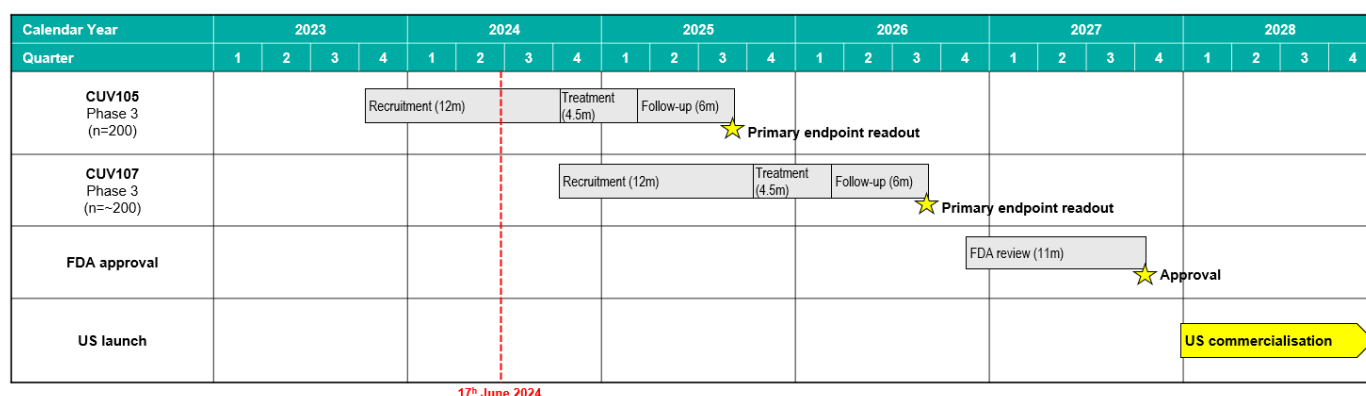 Calendar Year 2023 2024 2025 2026 2027 2028
Quarter 1 2 3 4 1 2 3 4 1 2 3 4 1 2 3 4 1 2 3 4 1 2 3 4
CUV105
Phase 3
(n=200)
Recruitment (12m)
Treatment
(4.5m)
Follow-up (6m)
Primary endpoint readout
CUV107
Phase 3
(n=~200)
Recruitment (12m)
Treatment
(4.5m)
Follow-up (6m)
Primary endpoint readout
FDA approval
FDA review (11m)
Approval
US launch
US commercialisation
17ʰ June 2024